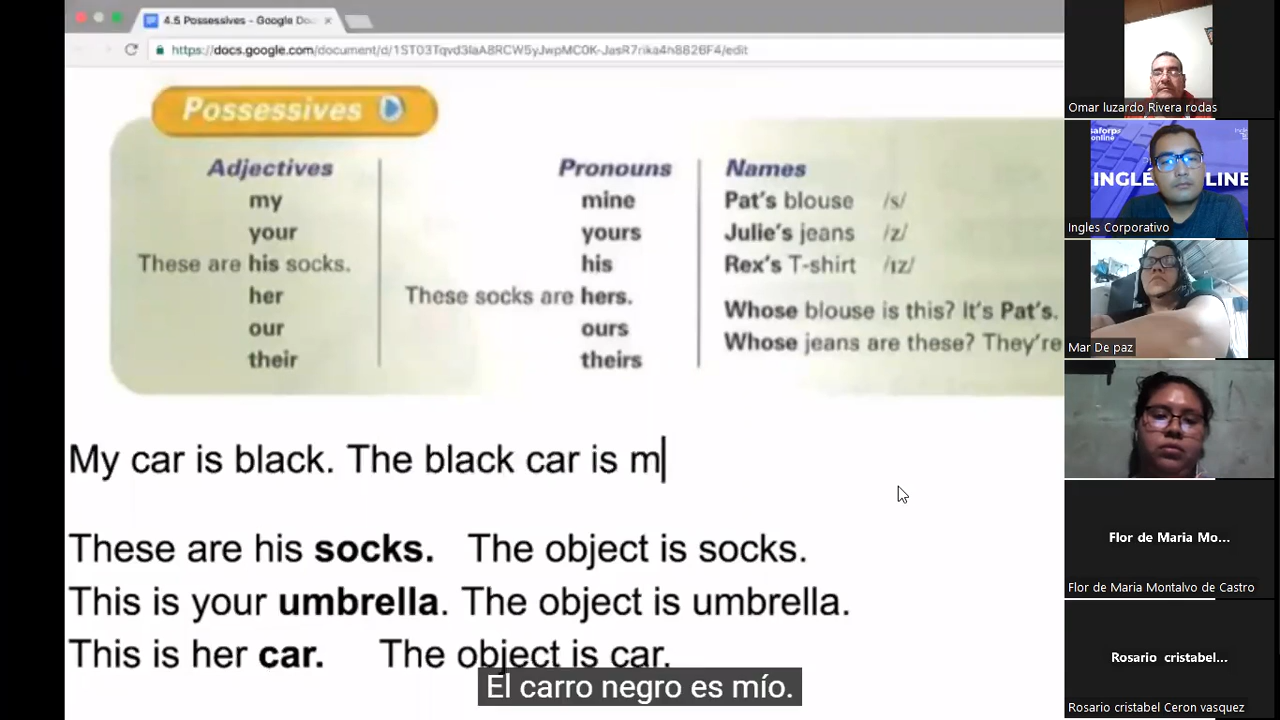 4.5 Possessives - Google Do
https://docs.google.com/document/d/1ST03Tqvd3laA8RCW5yJwpMC0K-JasR7rika4h8826F4/edit
Possessives
Adjectives
my
your
These are his socks.
her
our
their
Pronouns
mine
yours
his
These socks are hers.
ours
theirs
Names
Pat's blouse /s/
Julie's jeans /z/
Rex's T-shirt /ɪz/
Whose blouse is this? It's Pat's.
Whose jeans are these? They're
My car is black. The black car is m
These are his socks. The object is socks.
This is your umbrella. The object is umbrella.
This is her car. The object is car.
El carro negro es mío.
Omar luzardo Rivera rodas
saforp
online
INGLÉ LINE
Ingles Corporativo
Mar De paz
Flor de Maria Mo...
Flor de Maria Montalvo de Castro
Rosario cristabel...
Rosario cristabel Ceron vasquez